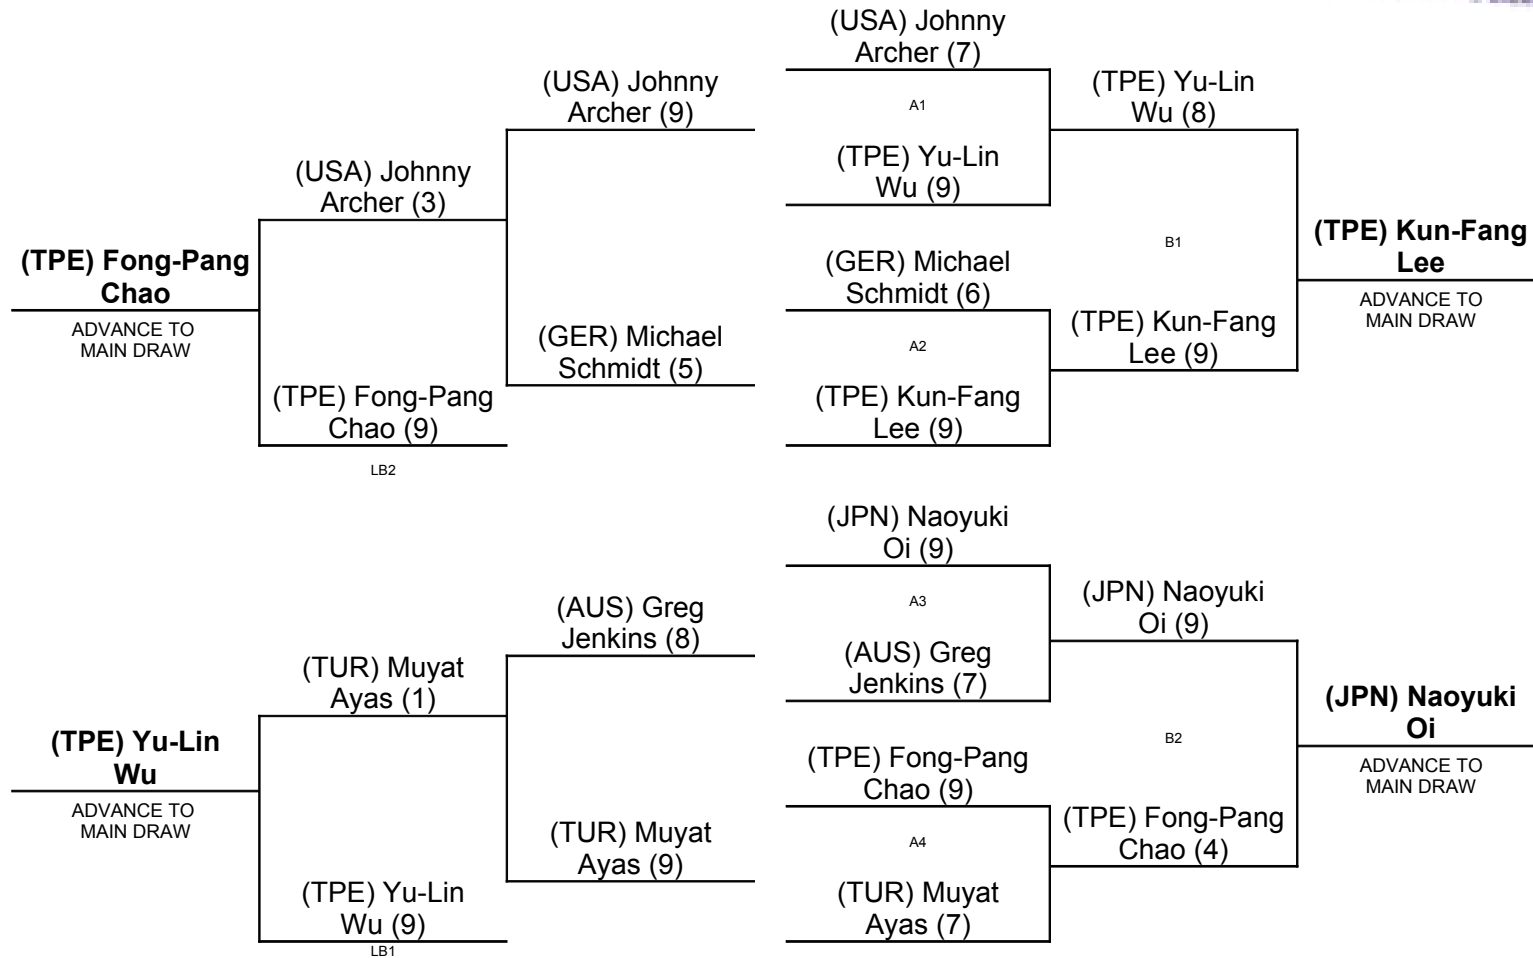 (USA) Johnny
Archer (7)
(USA) Johnny
Archer (9)
A1
(TPE) Yu-Lin
Wu (8)
(TPE) Yu-Lin
Wu (9)
(USA) Johnny
Archer (3)
(TPE) Fong-Pang
Chao
ADVANCE TO
MAIN DRAW
(GER) Michael
Schmidt (6)
B1
(TPE) Kun-Fang
Lee
ADVANCE TO
MAIN DRAW
(GER) Michael
Schmidt (5)
A2
(TPE) Kun-Fang
Lee (9)
(TPE) Fong-Pang
Chao (9)
LB2
(TPE) Kun-Fang
Lee (9)
(JPN) Naoyuki
Oi (9)
(AUS) Greg
Jenkins (8)
A3
(JPN) Naoyuki
Oi (9)
(TUR) Muyat
Ayas (1)
(AUS) Greg
Jenkins (7)
(TPE) Yu-Lin
Wu
ADVANCE TO
MAIN DRAW
(TPE) Fong-Pang
Chao (9)
B2
(JPN) Naoyuki
Oi
ADVANCE TO
MAIN DRAW
(TUR) Muyat
Ayas (9)
A4
(TPE) Fong-Pang
Chao (4)
(TPE) Yu-Lin
Wu (9)
LB1
(TUR) Muyat
Ayas (7)